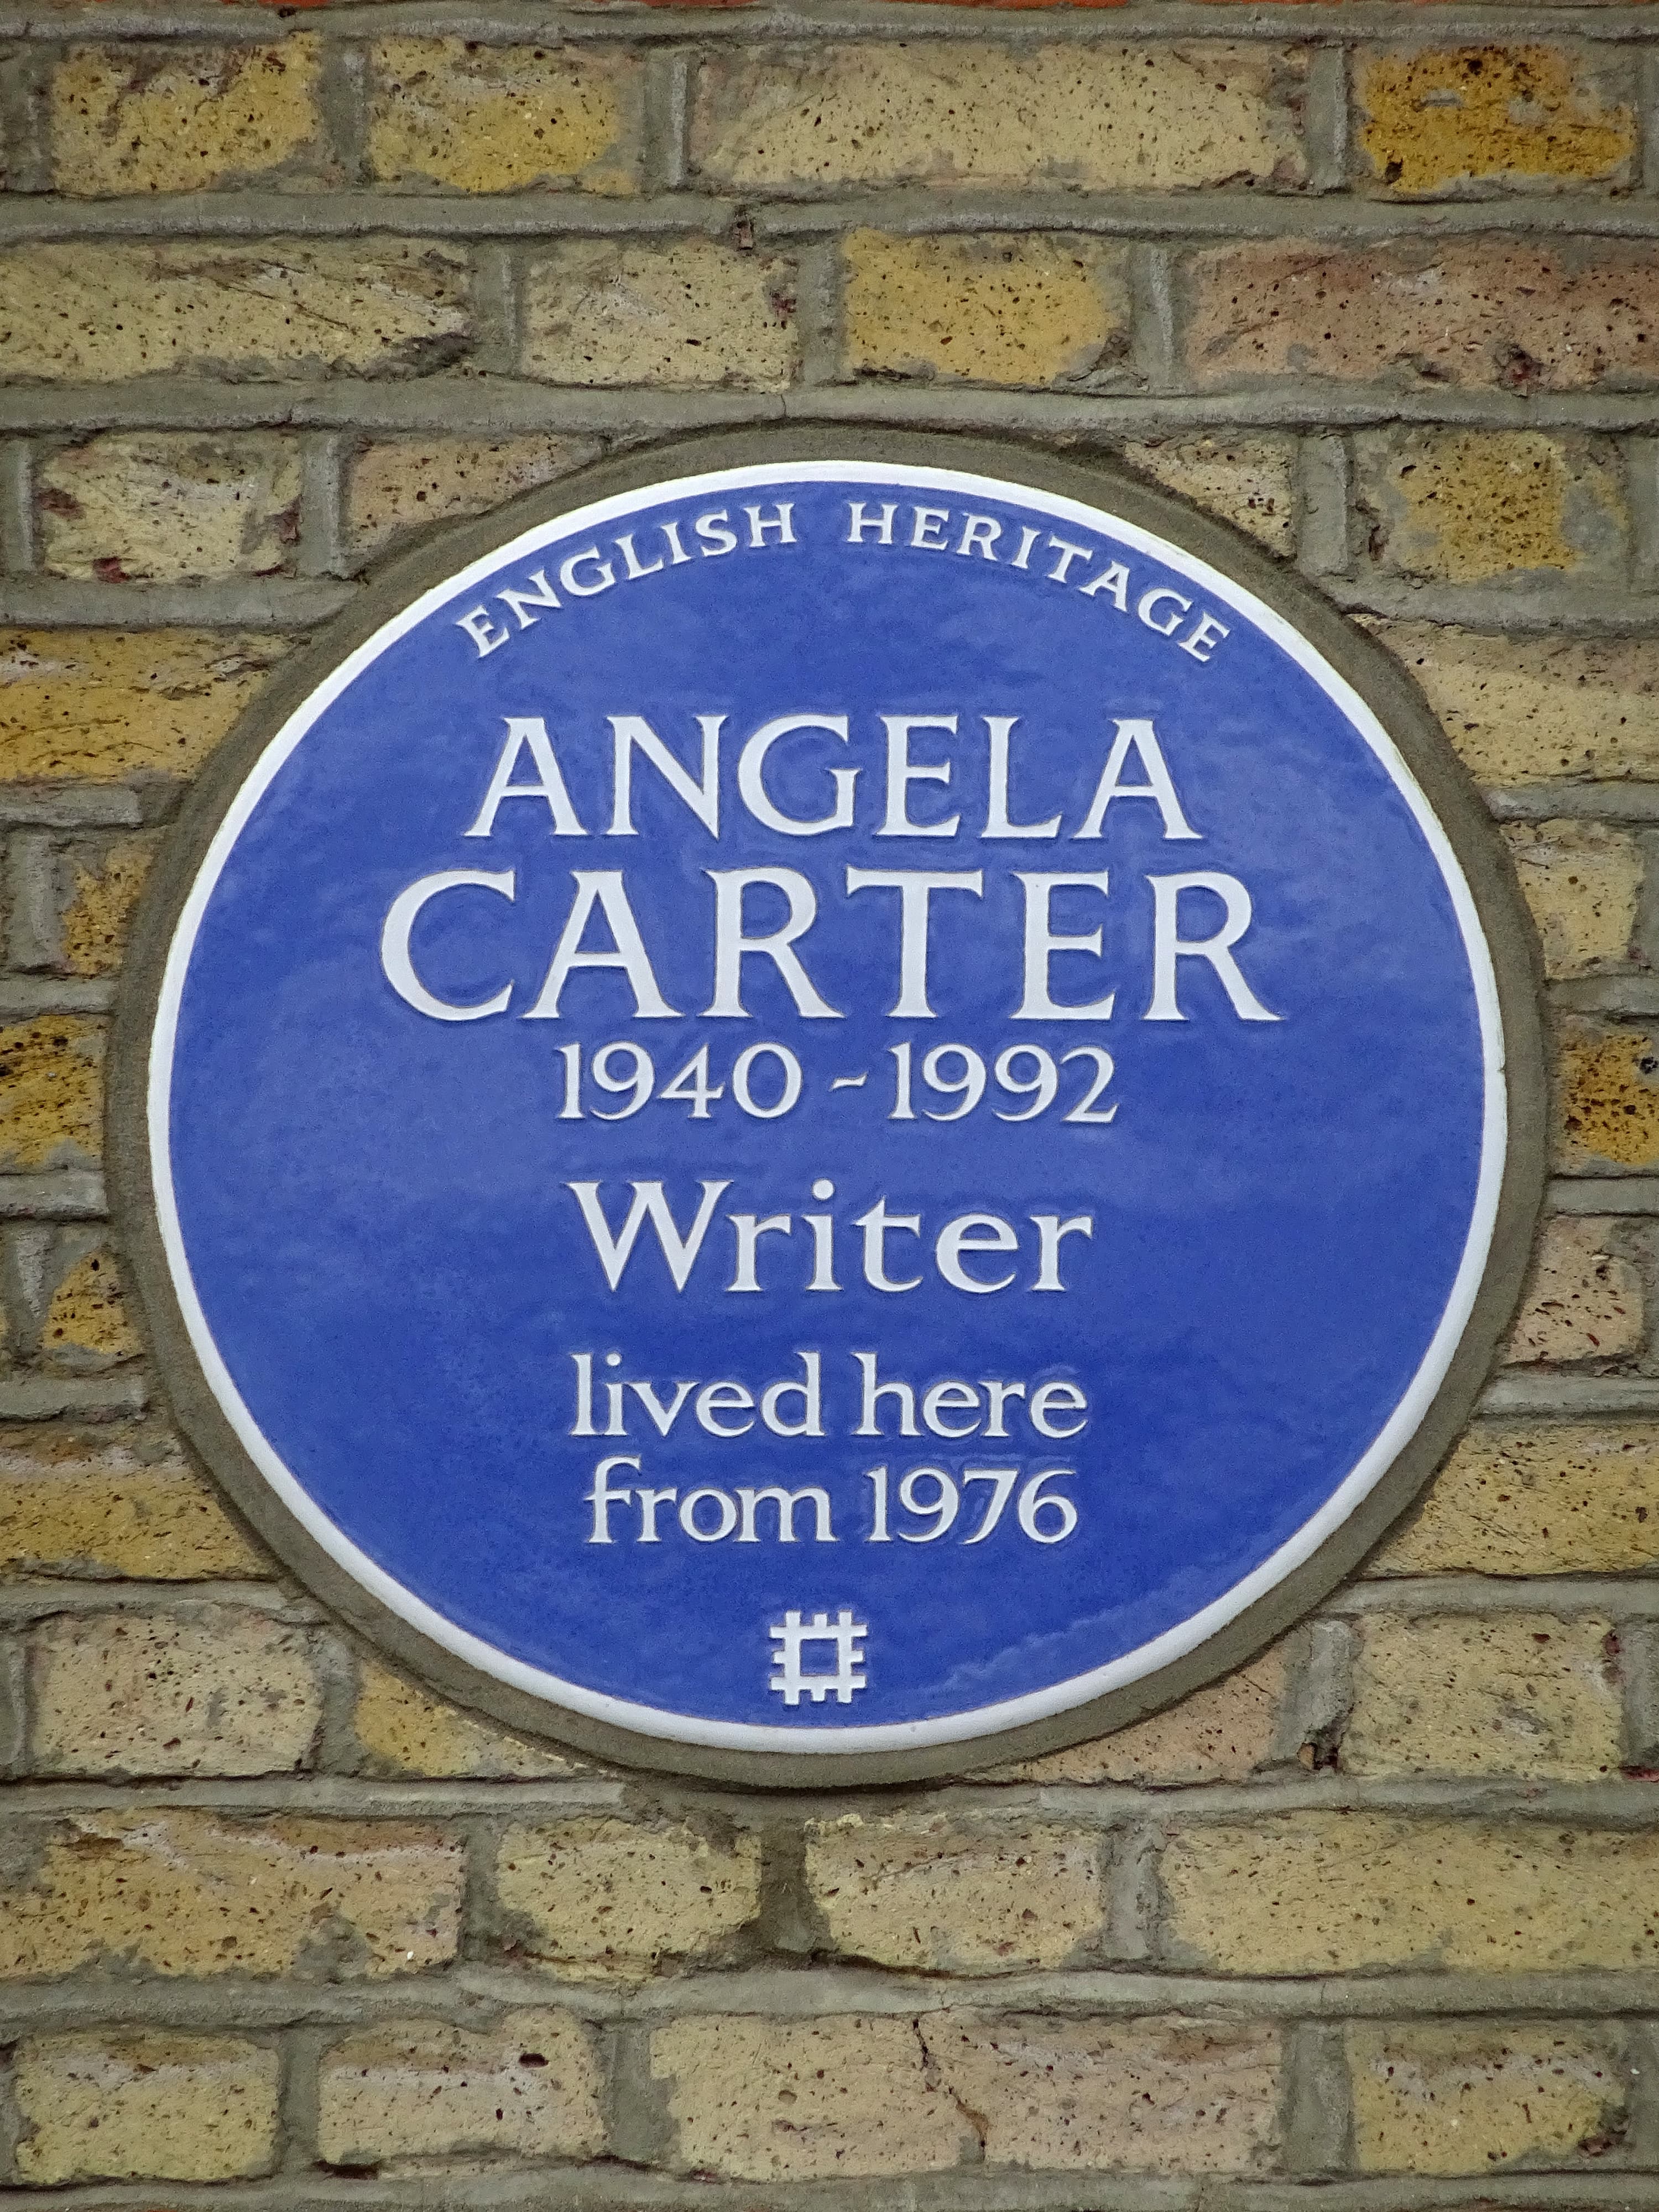 ENGLISH HERITAGE
ANGELA
CARTER
1940-1992
Writer
lived here
from 1976